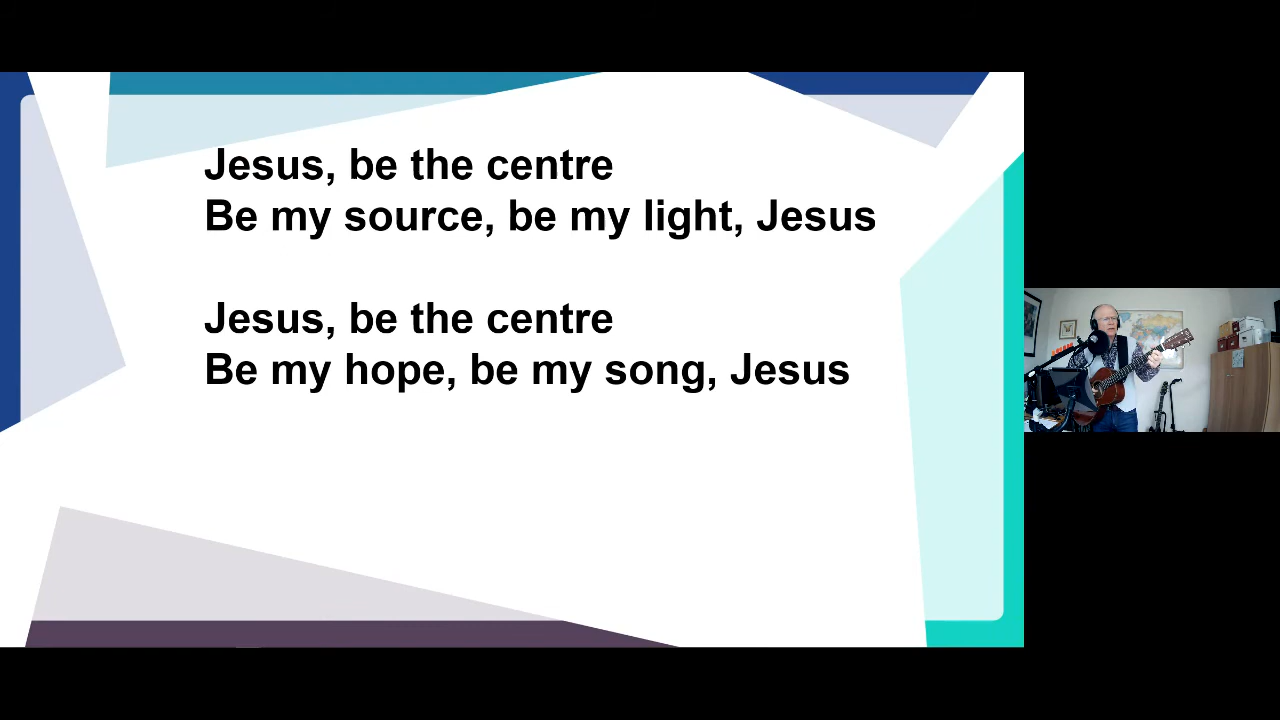 Jesus, be the centre
Be my source, be my light, Jesus
Jesus, be the centre
Be my hope, be my song, Jesus